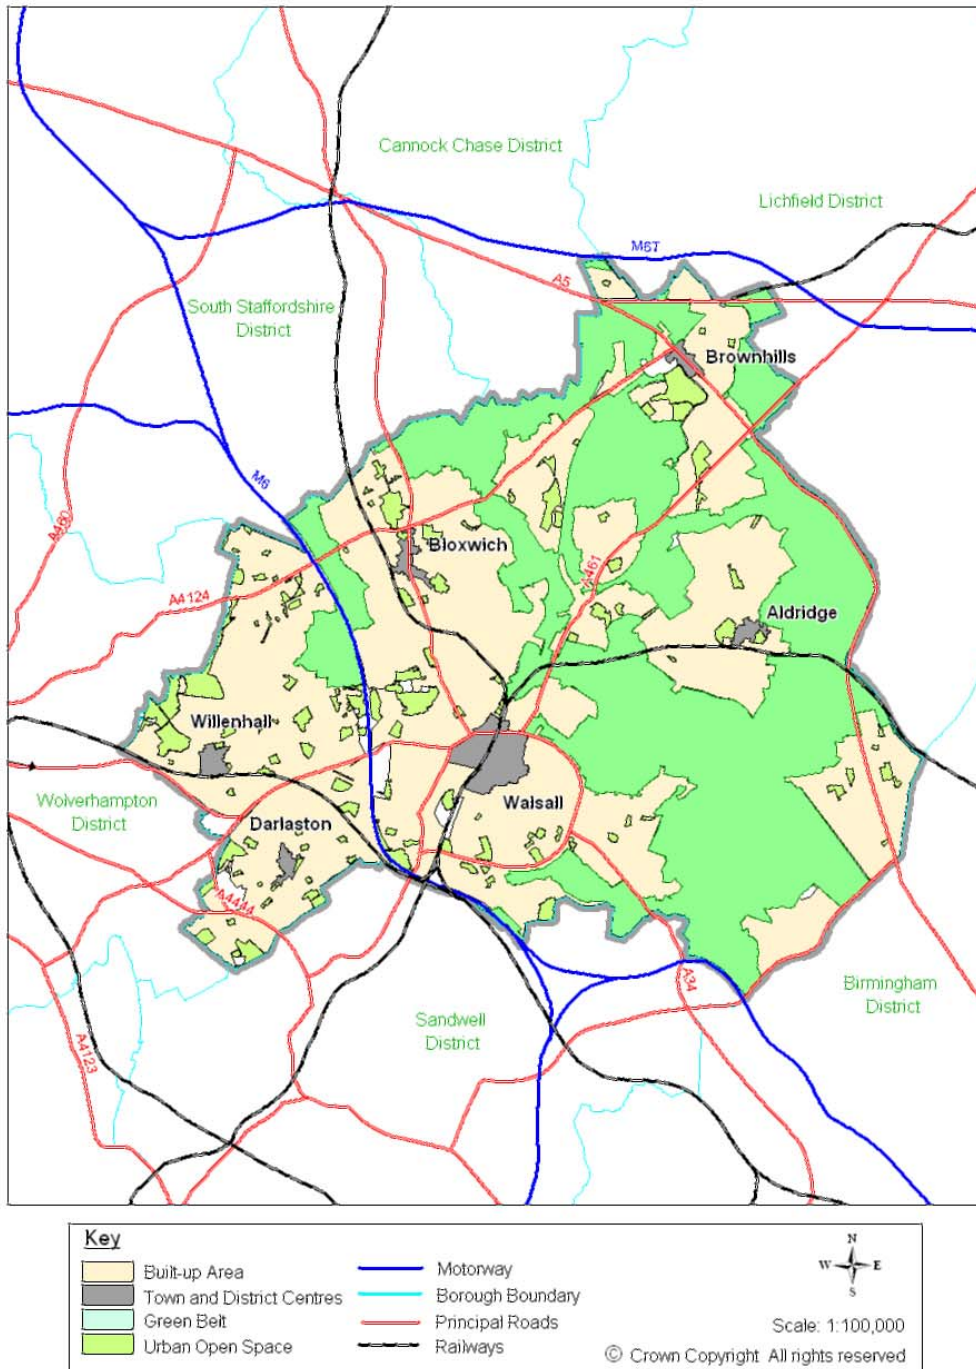 Cannock Chase District
Lichfield District
M6T
A5
South Staffordshire
District
Brownhills
M6
A460
Bloxwich
A461
A4124
Aldridge
Willenhall
Wolverhampton
District
Walsall
Darlaston
A4444
A34
Birmingham
District
Sandwell
District
A4123
Key
Built-up Area
Town and District Centres
Green Belt
Urban Open Space
Motorway
Borough Boundary
Principal Roads
Railways
N
W E
S
Scale: 1:100,000
© Crown Copyright All rights reserved